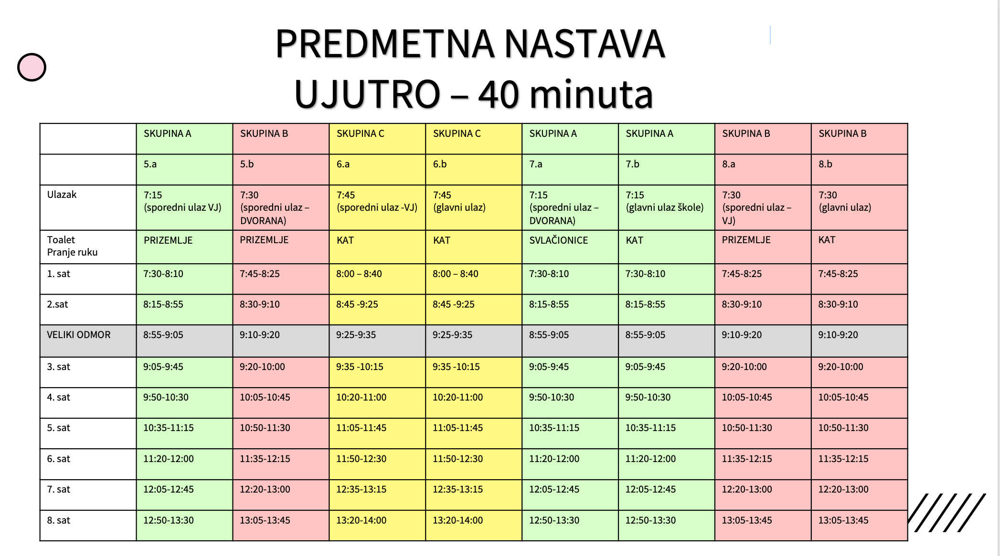 PREDMETNA NASTAVA
UJUTRO – 40 minuta
SKUPINA A SKUPINA B SKUPINA C SKUPINA C SKUPINA A SKUPINA A SKUPINA B SKUPINA B
5.a 5.b 6.a 6.b 7.a 7.b 8.a 8.b
Ulazak 7:15 7:30 7:45 7:45 7:15 7:15 7:30 7:30
(sporedni ulaz VJ) (sporedni ulaz – (sporedni ulaz -VJ) (glavni ulaz) (sporedni ulaz – (glavni ulaz škole) (sporedni ulaz – (glavni ulaz)
DVORANA) DVORANA) VJ)
Toalet PRIZEMLJE PRIZEMLJE KAT KAT SVLAČIONICE KAT PRIZEMLJE KAT
Pranje ruku
1. sat 7:30-8:10 7:45-8:25 8:00 – 8:40 8:00 – 8:40 7:30-8:10 7:30-8:10 7:45-8:25 7:45-8:25
2.sat 8:15-8:55 8:30-9:10 8:45 -9:25 8:45 -9:25 8:15-8:55 8:15-8:55 8:30-9:10 8:30-9:10
VELIKI ODMOR 8:55-9:05 9:10-9:20 9:25-9:35 9:25-9:35 8:55-9:05 8:55-9:05 9:10-9:20 9:10-9:20
3. sat 9:05-9:45 9:20-10:00 9:35 -10:15 9:35 -10:15 9:05-9:45 9:05-9:45 9:20-10:00 9:20-10:00
4. sat 9:50-10:30 10:05-10:45 10:20-11:00 10:20-11:00 9:50-10:30 9:50-10:30 10:05-10:45 10:05-10:45
5. sat 10:35-11:15 10:50-11:30 11:05-11:45 11:05-11:45 10:35-11:15 10:35-11:15 10:50-11:30 10:50-11:30
6. sat 11:20-12:00 11:35-12:15 11:50-12:30 11:50-12:30 11:20-12:00 11:20-12:00 11:35-12:15 11:35-12:15
7. sat 12:05-12:45 12:20-13:00 12:35-13:15 12:35-13:15 12:05-12:45 12:05-12:45 12:20-13:00 12:20-13:00
8. sat 12:50-13:30 13:05-13:45 13:20-14:00 13:20-14:00 12:50-13:30 12:50-13:30 13:05-13:45 13:05-13:45